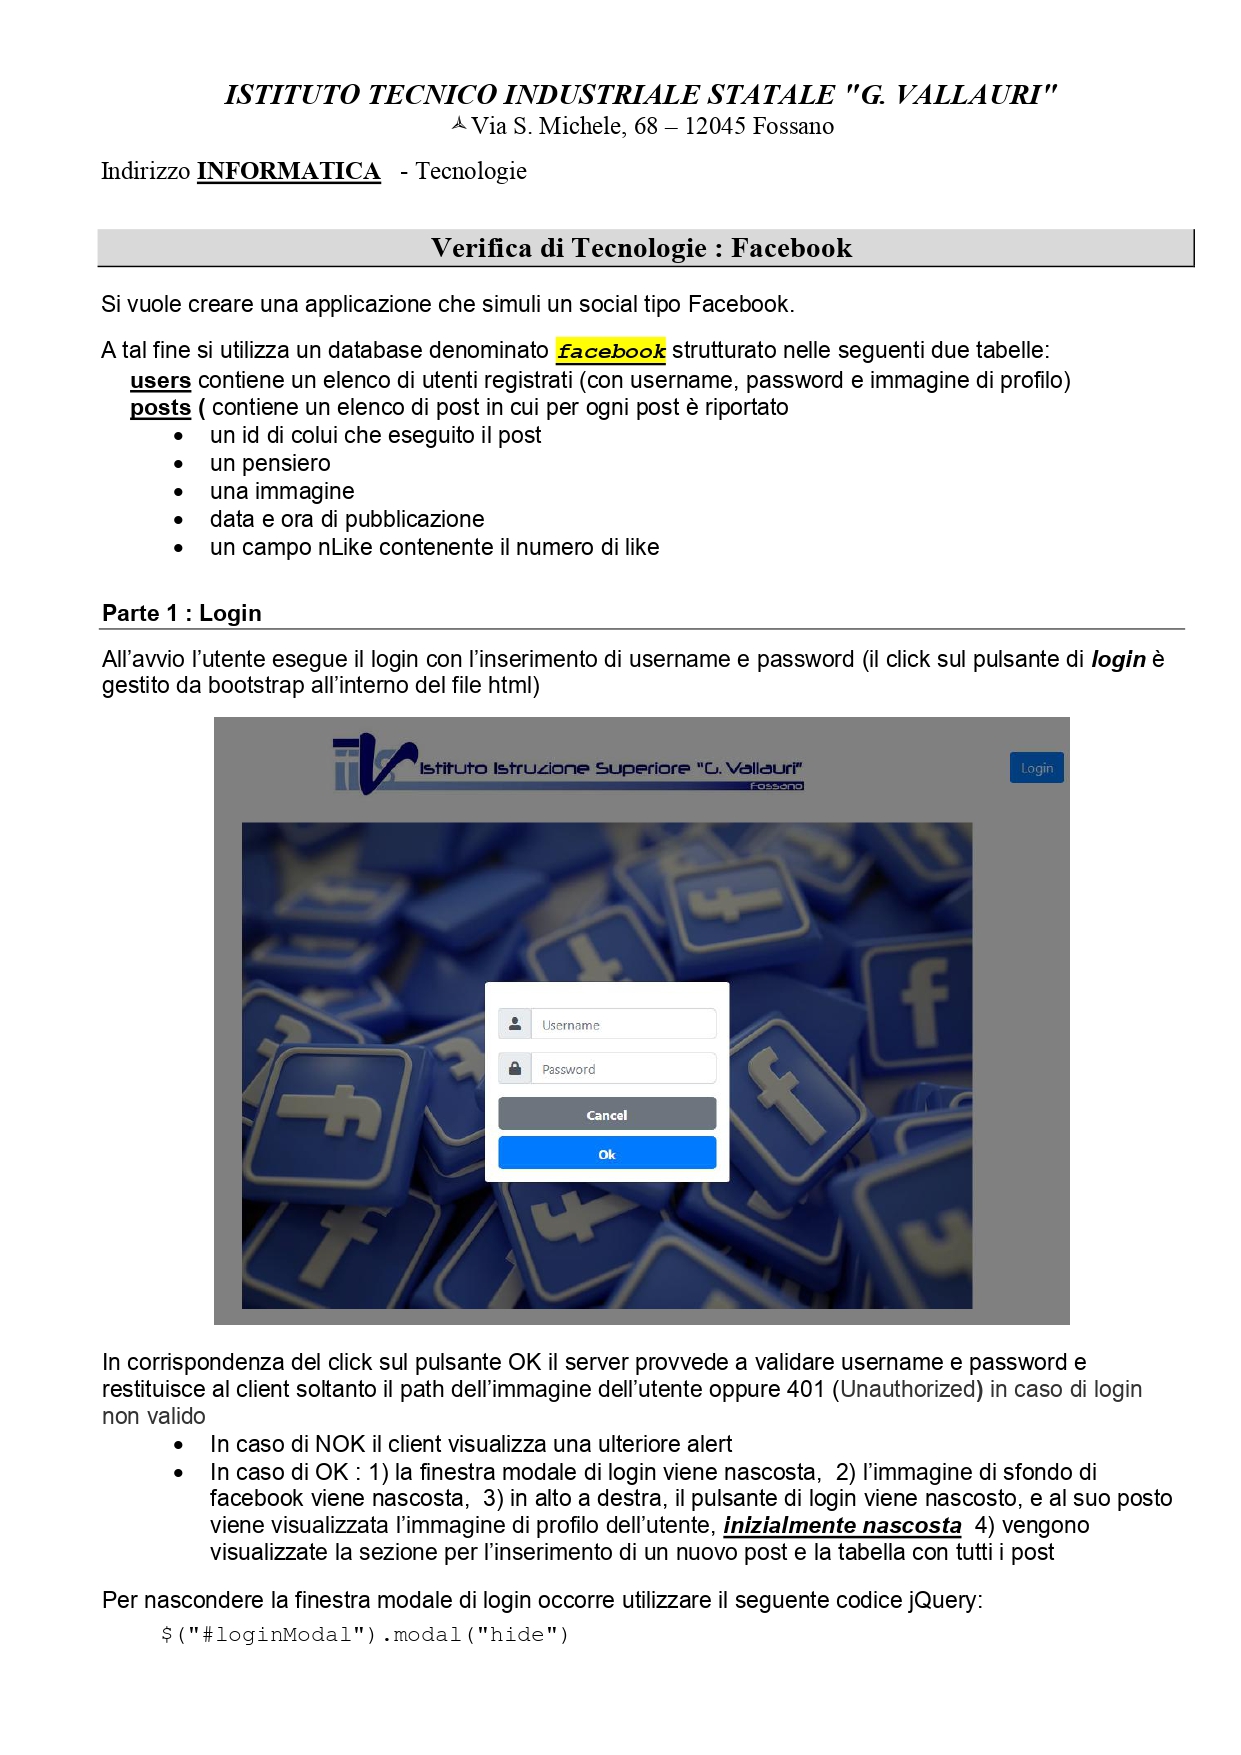 ISTITUTO TECNICO INDUSTRIALE STATALE "G. VALLAURI"
Via S. Michele, 68 – 12045 Fossano
Indirizzo INFORMATICA - Tecnologie
Verifica di Tecnologie : Facebook
Si vuole creare una applicazione che simuli un social tipo Facebook.
A tal fine si utilizza un database denominato facebook strutturato nelle seguenti due tabelle:
users contiene un elenco di utenti registrati (con username, password e immagine di profilo)
posts ( contiene un elenco di post in cui per ogni post è riportato
• un id di colui che eseguito il post
• un pensiero
• una immagine
• data e ora di pubblicazione
• un campo nLike contenente il numero di like
Parte 1 : Login
All’avvio l’utente esegue il login con l’inserimento di username e password (il click sul pulsante di login è
gestito da bootstrap all’interno del file html)
iis Istituto Istruzione Superiore "G. Vallauri"
Fossano
Login
Username
Password
Cancel
Ok
In corrispondenza del click sul pulsante OK il server provvede a validare username e password e
restituisce al client soltanto il path dell’immagine dell’utente oppure 401 (Unauthorized) in caso di login
non valido
• In caso di NOK il client visualizza una ulteriore alert
• In caso di OK : 1) la finestra modale di login viene nascosta, 2) l’immagine di sfondo di
facebook viene nascosta, 3) in alto a destra, il pulsante di login viene nascosto, e al suo posto
viene visualizzata l’immagine di profilo dell’utente, inizialmente nascosta 4) vengono
visualizzate la sezione per l’inserimento di un nuovo post e la tabella con tutti i post
Per nascondere la finestra modale di login occorre utilizzare il seguente codice jQuery:
$("#loginModal").modal("hide")